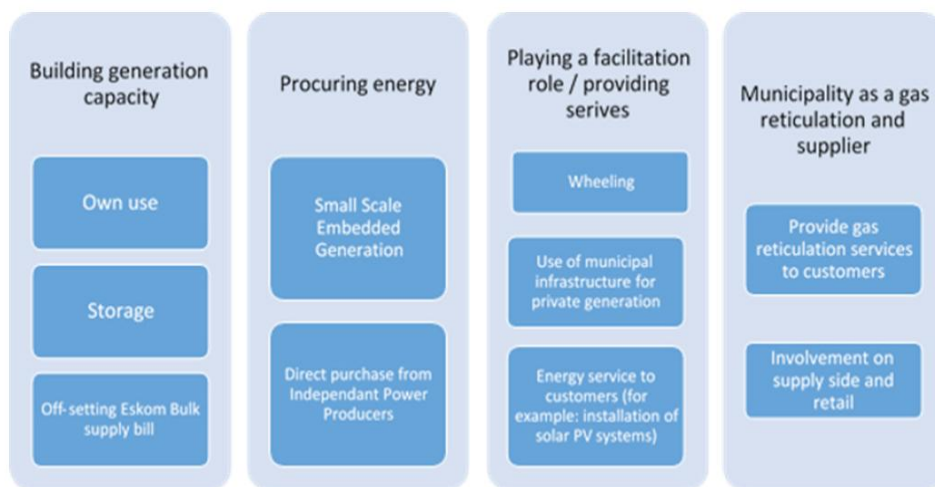 Building generation
capacity
Own use
Storage
Off-setting Eskom Bulk
supply bill
Procuring energy
Small Scale
Embedded
Generation
Direct purchase from
Independant Power
Producers
Playing a facilitation
role / providing
serives
Wheeling
Use of municipal
infrastructure for
private generation
Energy service to
customers (for
example: installation of
solar PV systems)
Municipality as a gas
reticulation and
supplier
Provide gas
reticulation services
to customers
Involvement on
supply side and
retail